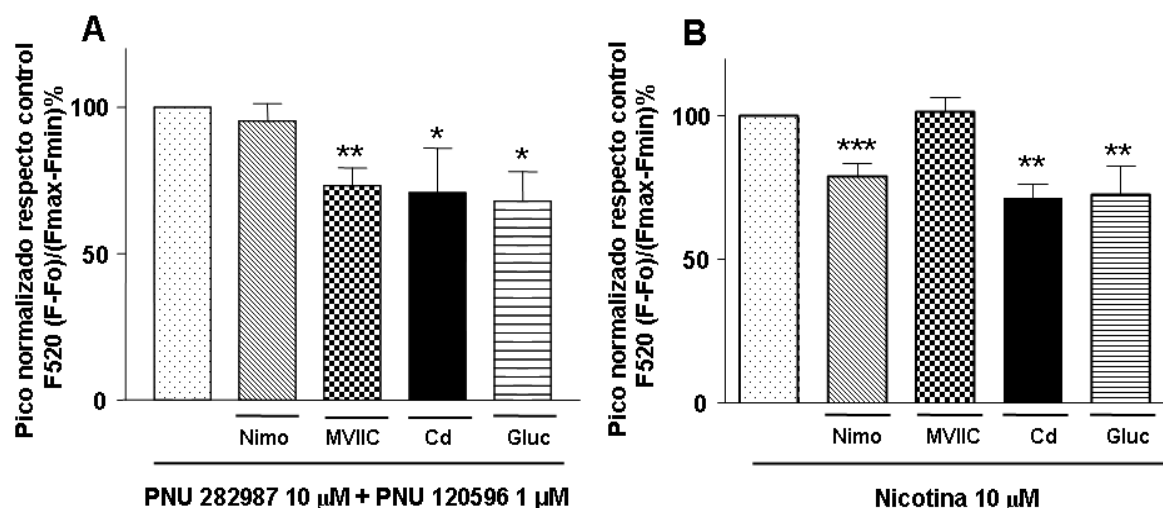 A
Pico normalizado respecto control
F520 (F-Fo)/(Fmax-Fmin)%
100
50
0
**
*
*
Nimo
MVIIC
Cd
Gluc
PNU 282987 10 μM + PNU 120596 1 μM
B
Pico normalizado respecto control
F520 (F-Fo)/(Fmax-Fmin)%
100
50
0
***
**
**
Nimo
MVIIC
Cd
Gluc
Nicotina 10 μM